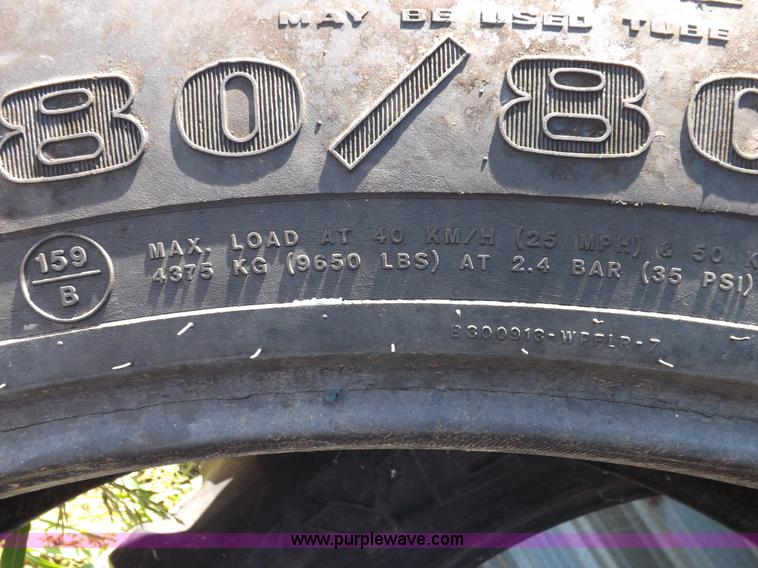 MAY BE USED TUBE
80/80
159
B
MAX. LOAD AT 40 KM/H (25 MPH) & 50 K
4375 KG (9650 LBS) AT 2.4 BAR (35 PSI)
B300913-WPFLR-7
www.purplewave.com